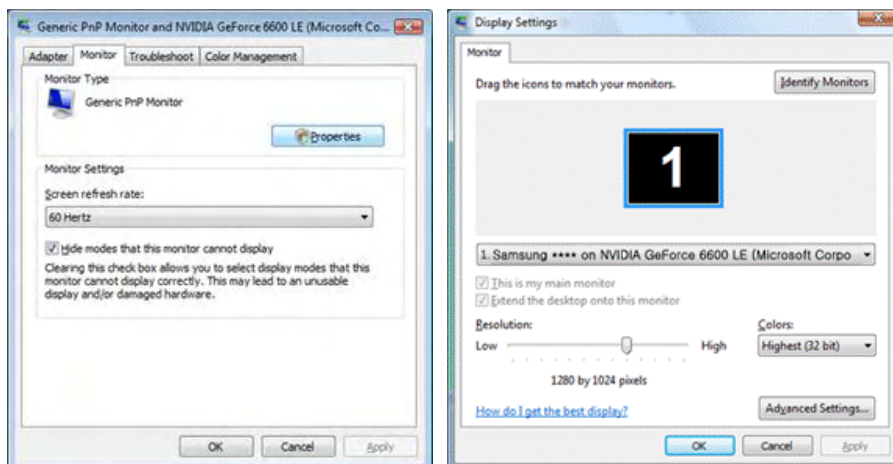 Generic PnP Monitor and NVIDIA GeForce 6600 LE (Microsoft Co...
Adapter Monitor Troubleshoot Color Management
Monitor Type
Generic PnP Monitor
Properties
Monitor Settings
Screen refresh rate:
60 Hertz
Hide modes that this monitor cannot display
Clearing this check box allows you to select display modes that this
monitor cannot display correctly. This may lead to an unusable
display and/or damaged hardware.
OK Cancel Apply
Display Settings
Monitor
Drag the icons to match your monitors.
Identify Monitors
1
1. Samsung **** on NVIDIA GeForce 6600 LE (Microsoft Corpo
This is my main monitor
Extend the desktop onto this monitor
Resolution:
Low High
1280 by 1024 pixels
Colors:
Highest (32 bit)
How do I get the best display?
Advanced Settings...
OK Cancel Apply